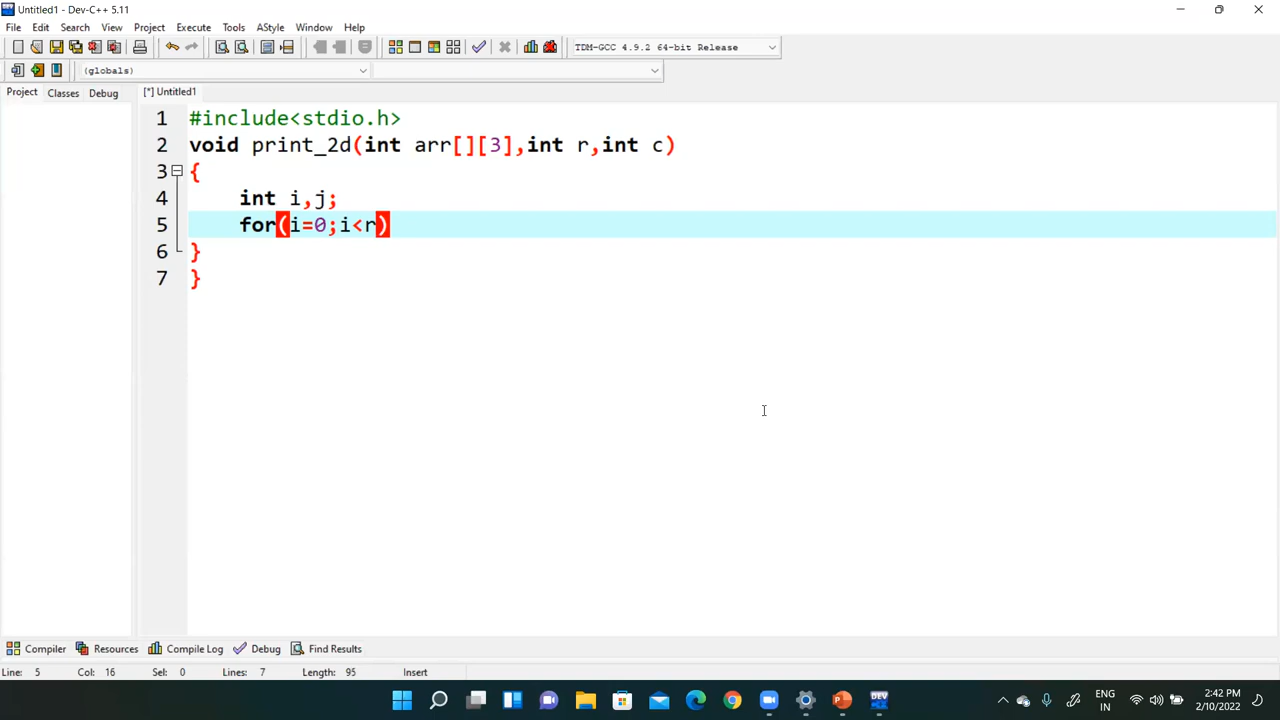 Untitled1 - Dev-C++ 5.11
File Edit Search View Project Execute Tools AStyle Window Help
TDM-GCC 4.9.2 64-bit Release
(globals)
Project Classes Debug [*] Untitled1
1 #include<stdio.h>
2 void print_2d(int arr[][3],int r,int c)
3 {
4 int i,j;
5 for(i=0;i<r)
6 }
7 }
Compiler Resources Compile Log Debug Find Results
Line: 5 Col: 16 Sel: 0 Lines: 7 Length: 95 Insert
DEV
ENG
IN
2:42 PM
2/10/2022